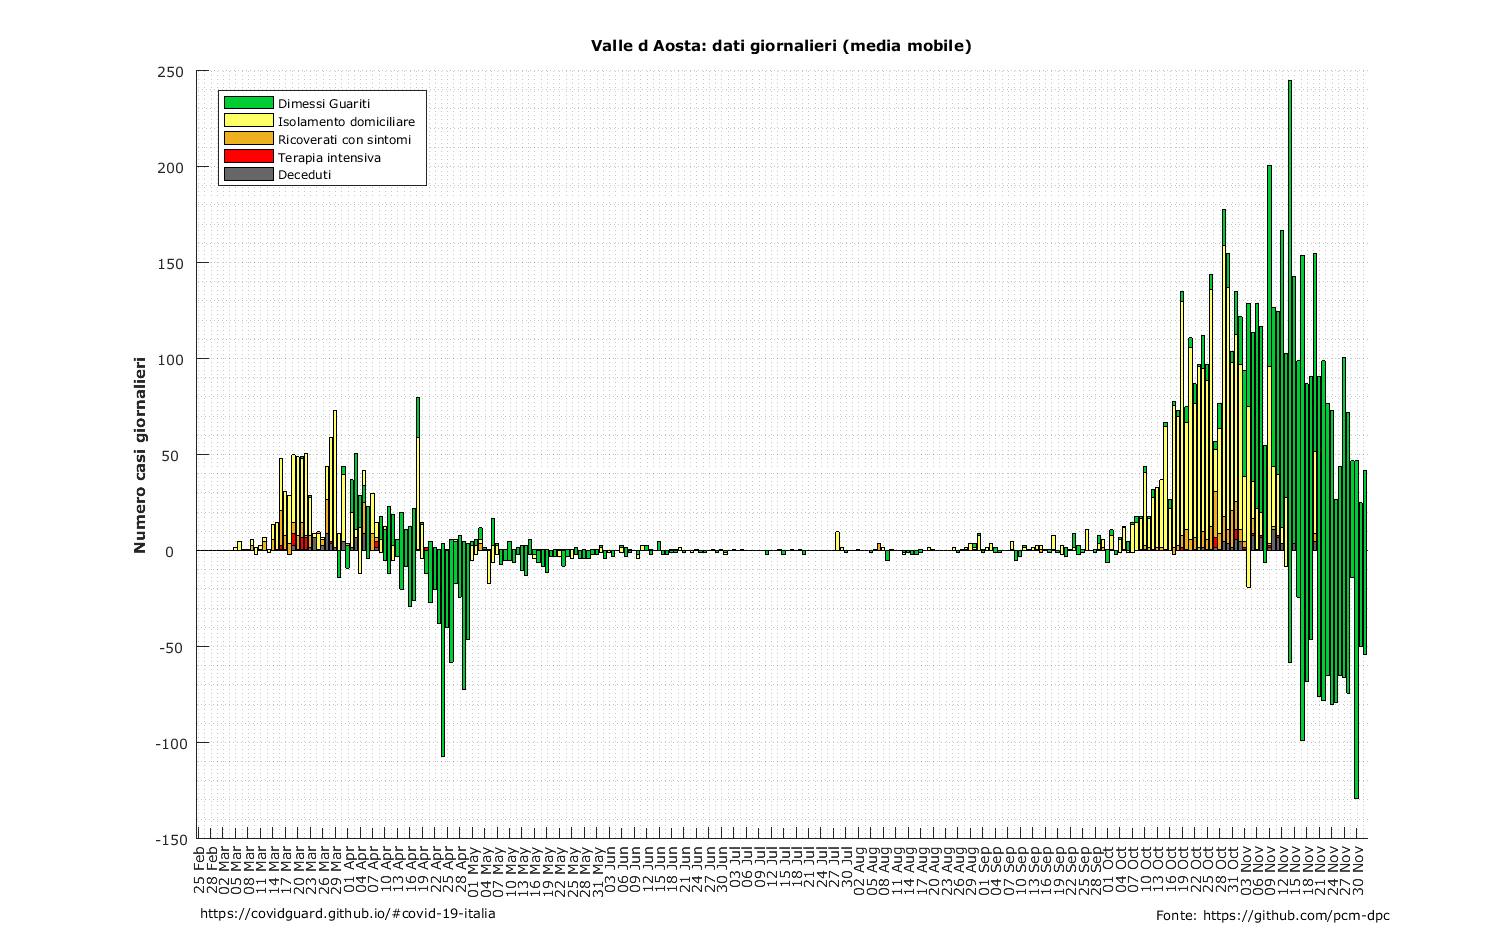 Valle d Aosta: dati giornalieri (media mobile)
Dimessi Guariti
Isolamento domiciliare
Ricoverati con sintomi
Terapia intensiva
Deceduti
Numero casi giornalieri
250
200
150
100
50
0
-50
-100
-150
25 Feb
28 Feb
02 Mar
05 Mar
08 Mar
11 Mar
14 Mar
17 Mar
20 Mar
23 Mar
26 Mar
29 Mar
01 Apr
04 Apr
07 Apr
10 Apr
13 Apr
16 Apr
19 Apr
22 Apr
25 Apr
28 Apr
01 May
04 May
07 May
10 May
13 May
16 May
19 May
22 May
25 May
28 May
31 May
03 Jun
06 Jun
09 Jun
12 Jun
15 Jun
18 Jun
21 Jun
24 Jun
27 Jun
30 Jun
03 Jul
06 Jul
09 Jul
12 Jul
15 Jul
18 Jul
21 Jul
24 Jul
27 Jul
30 Jul
02 Aug
05 Aug
08 Aug
11 Aug
14 Aug
17 Aug
20 Aug
23 Aug
26 Aug
29 Aug
01 Sep
04 Sep
07 Sep
10 Sep
13 Sep
16 Sep
19 Sep
22 Sep
25 Sep
28 Sep
01 Oct
04 Oct
07 Oct
10 Oct
13 Oct
16 Oct
19 Oct
22 Oct
25 Oct
28 Oct
31 Oct
03 Nov
06 Nov
09 Nov
12 Nov
15 Nov
18 Nov
21 Nov
24 Nov
27 Nov
30 Nov
https://covidguard.github.io/#covid-19-italia
Fonte: https://github.com/pcm-dpc